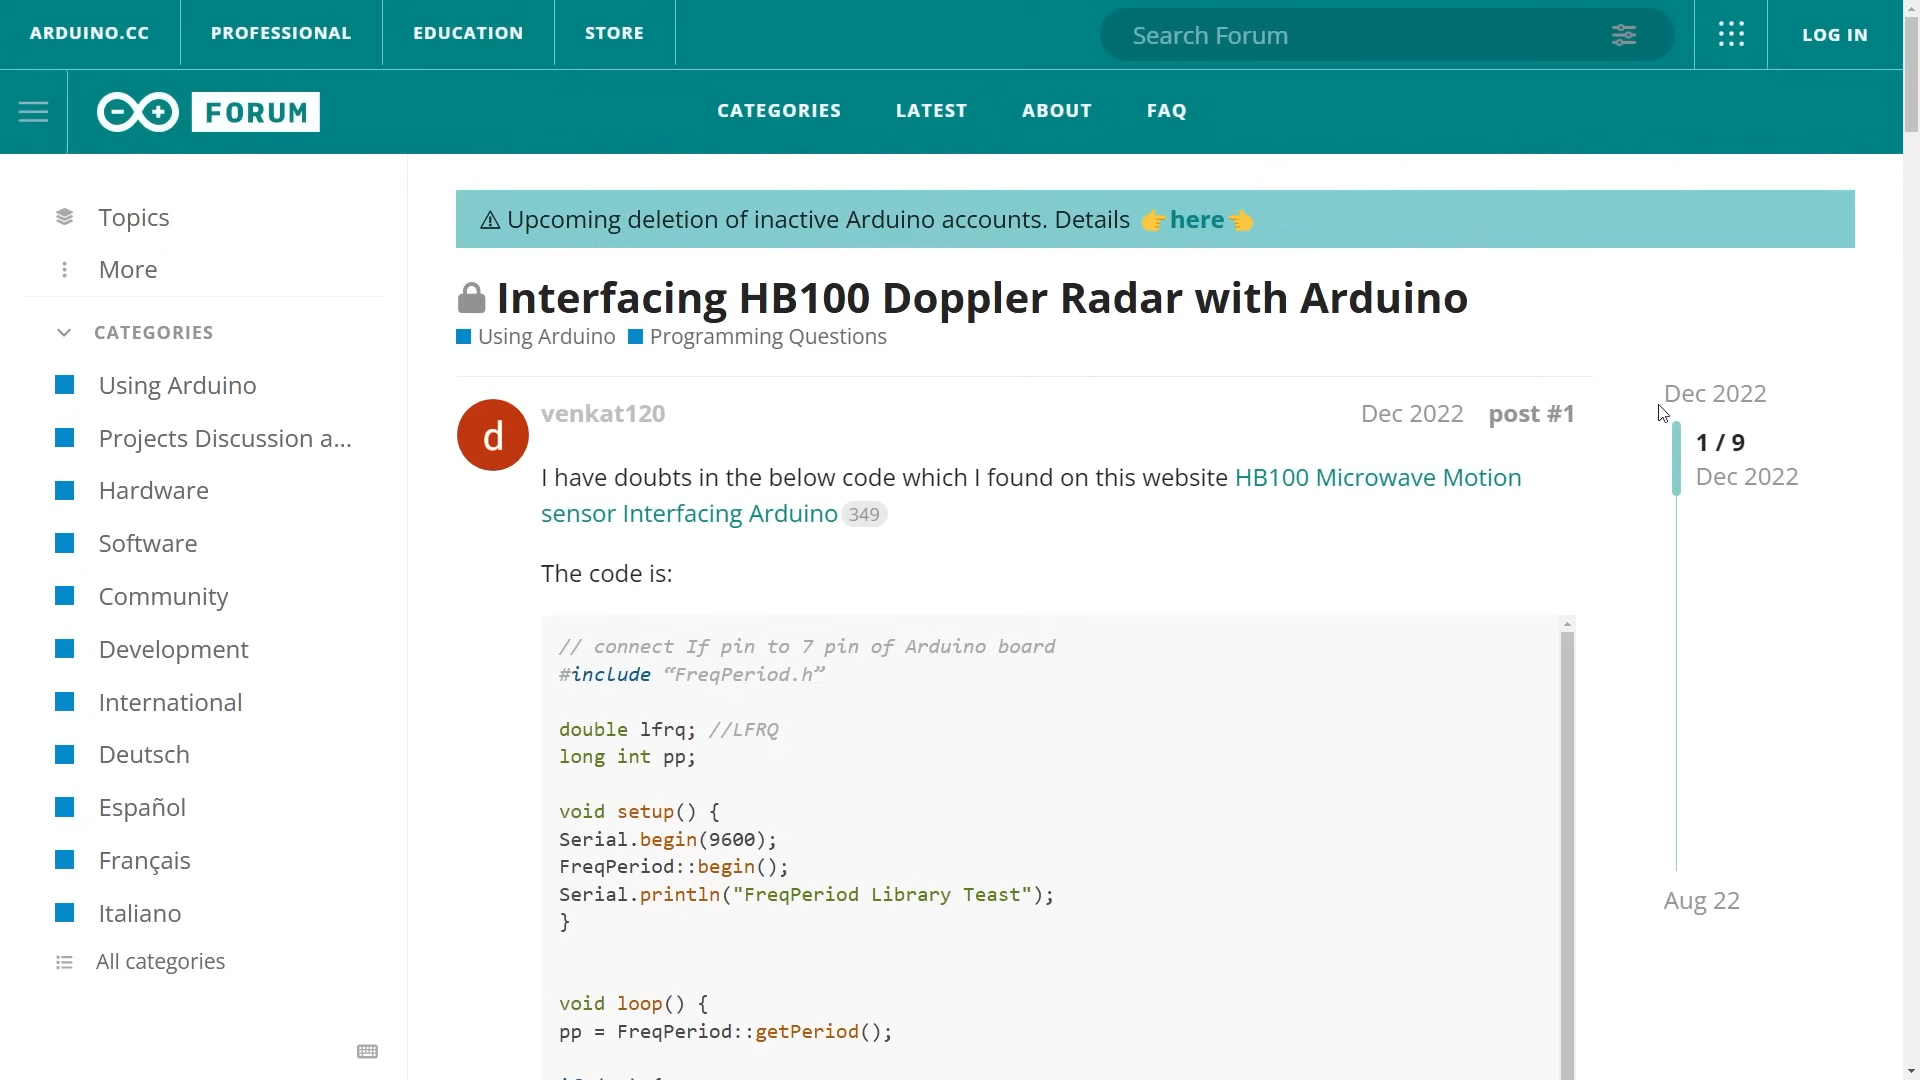 ARDUINO.CC PROFESSIONAL EDUCATION STORE Search Forum LOG IN
FORUM CATEGORIES LATEST ABOUT FAQ
Topics
More
CATEGORIES
Using Arduino
Projects Discussion a...
Hardware
Software
Community
Development
International
Deutsch
Español
Français
Italiano
All categories
⚠ Upcoming deletion of inactive Arduino accounts. Details 👉here👈
Interfacing HB100 Doppler Radar with Arduino
Using Arduino Programming Questions
d
venkat120 Dec 2022 post #1
I have doubts in the below code which I found on this website HB100 Microwave Motion
sensor Interfacing Arduino 349
The code is:
// connect If pin to 7 pin of Arduino board
#include “FreqPeriod.h”
double lfrq; //LFRQ
long int pp;
void setup() {
Serial.begin(9600);
FreqPeriod::begin();
Serial.println("FreqPeriod Library Teast");
}
void loop() {
pp = FreqPeriod::getPeriod();
Dec 2022
1 / 9
Dec 2022
Aug 22